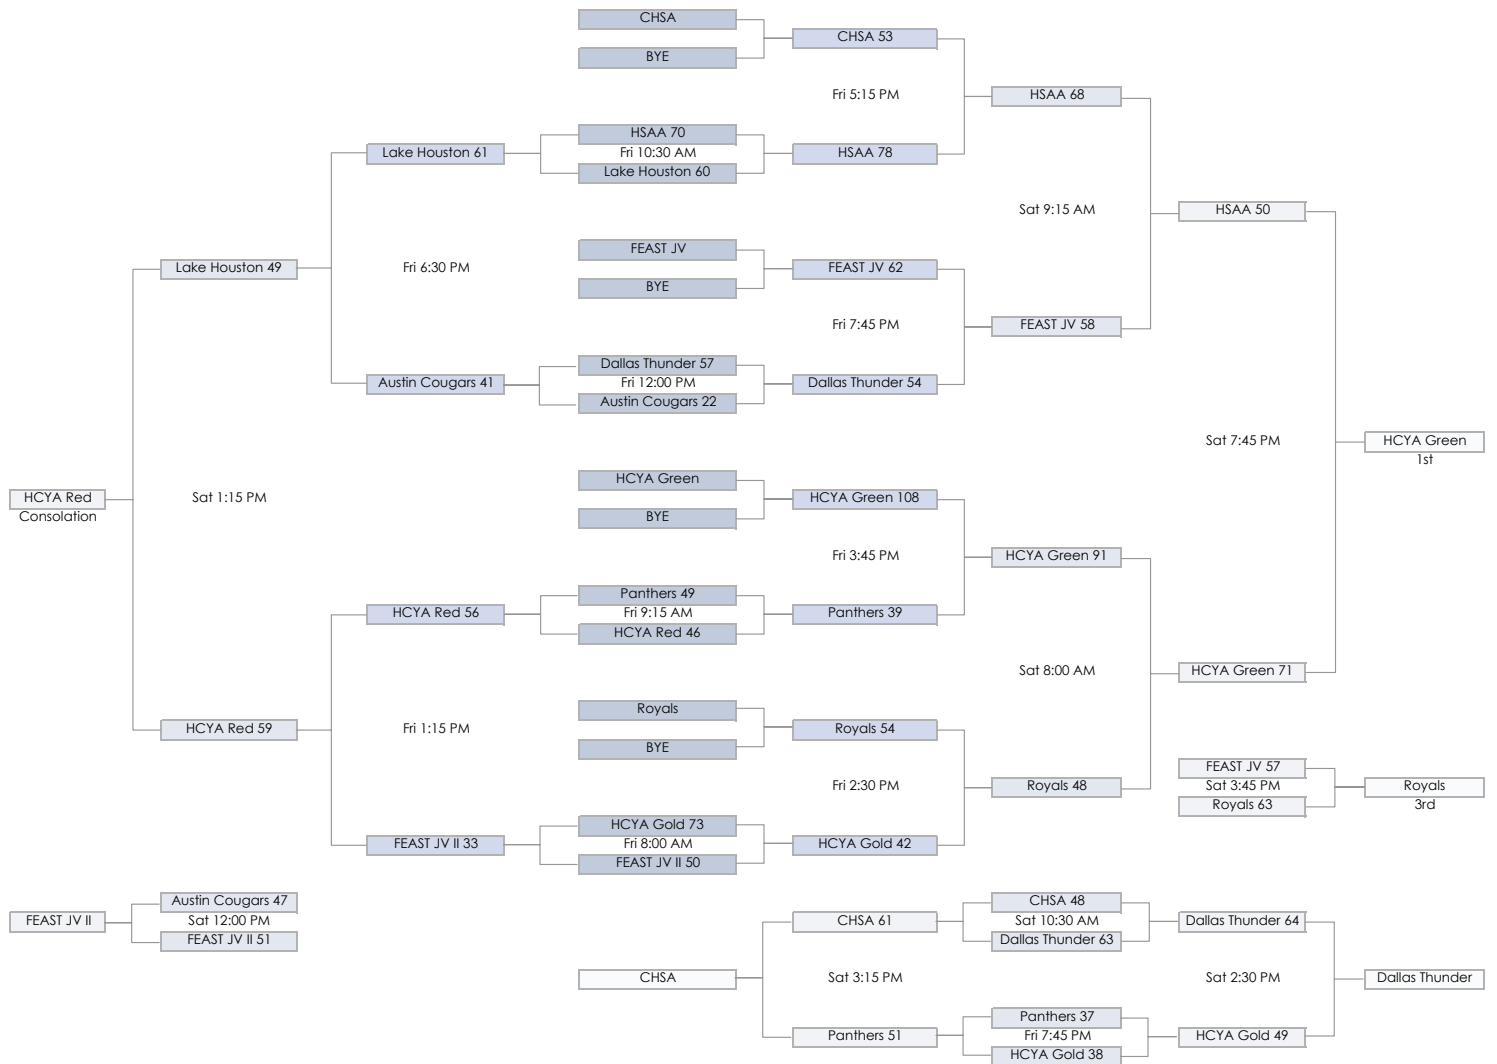 CHSA
CHSA 53
BYE
Fri 5:15 PM
HSAA 68
HSAA 70
Lake Houston 61
Fri 10:30 AM
HSAA 78
Lake Houston 60
Sat 9:15 AM
HSAA 50
FEAST JV
Lake Houston 49
Fri 6:30 PM
FEAST JV 62
BYE
Fri 7:45 PM
FEAST JV 58
Dallas Thunder 57
Austin Cougars 41
Fri 12:00 PM
Dallas Thunder 54
Austin Cougars 22
Sat 7:45 PM
HCYA Green
1st
HCYA Green
HCYA Red
Consolation
Sat 1:15 PM
HCYA Green 108
BYE
Fri 3:45 PM
HCYA Green 91
Panthers 49
HCYA Red 56
Fri 9:15 AM
Panthers 39
HCYA Red 46
Sat 8:00 AM
HCYA Green 71
Royals
HCYA Red 59
Fri 1:15 PM
Royals 54
BYE
FEAST JV 57
Fri 2:30 PM
Royals 48
Sat 3:45 PM
Royals
Royals 63
3rd
HCYA Gold 73
FEAST JV II 33
Fri 8:00 AM
HCYA Gold 42
FEAST JV II 50
Austin Cougars 47
FEAST JV II
Sat 12:00 PM
FEAST JV II 51
CHSA 48
CHSA 61
Sat 10:30 AM
Dallas Thunder 64
Dallas Thunder 63
CHSA
Sat 3:15 PM
Sat 2:30 PM
Dallas Thunder
Panthers 37
Panthers 51
Fri 7:45 PM
HCYA Gold 49
HCYA Gold 38